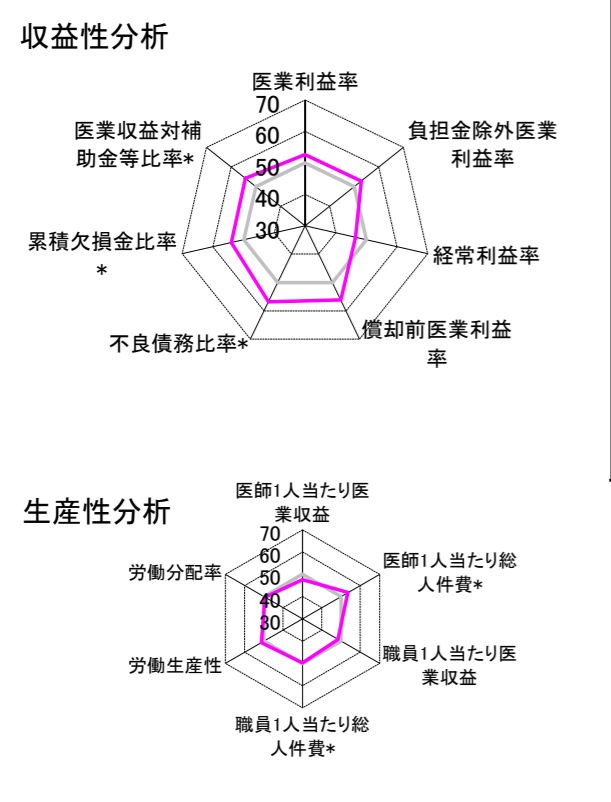 収益性分析
医業利益率
70
60
50
40
30
負担金除外医業
利益率
経常利益率
償却前医業利益
率
不良債務比率*
累積欠損金比率
*
医業収益対補
助金等比率*
生産性分析
医師1人当たり医
業収益
70
60
50
40
30
医師1人当たり総
人件費*
職員1人当たり医
業収益
職員1人当たり総
人件費*
労働生産性
労働分配率